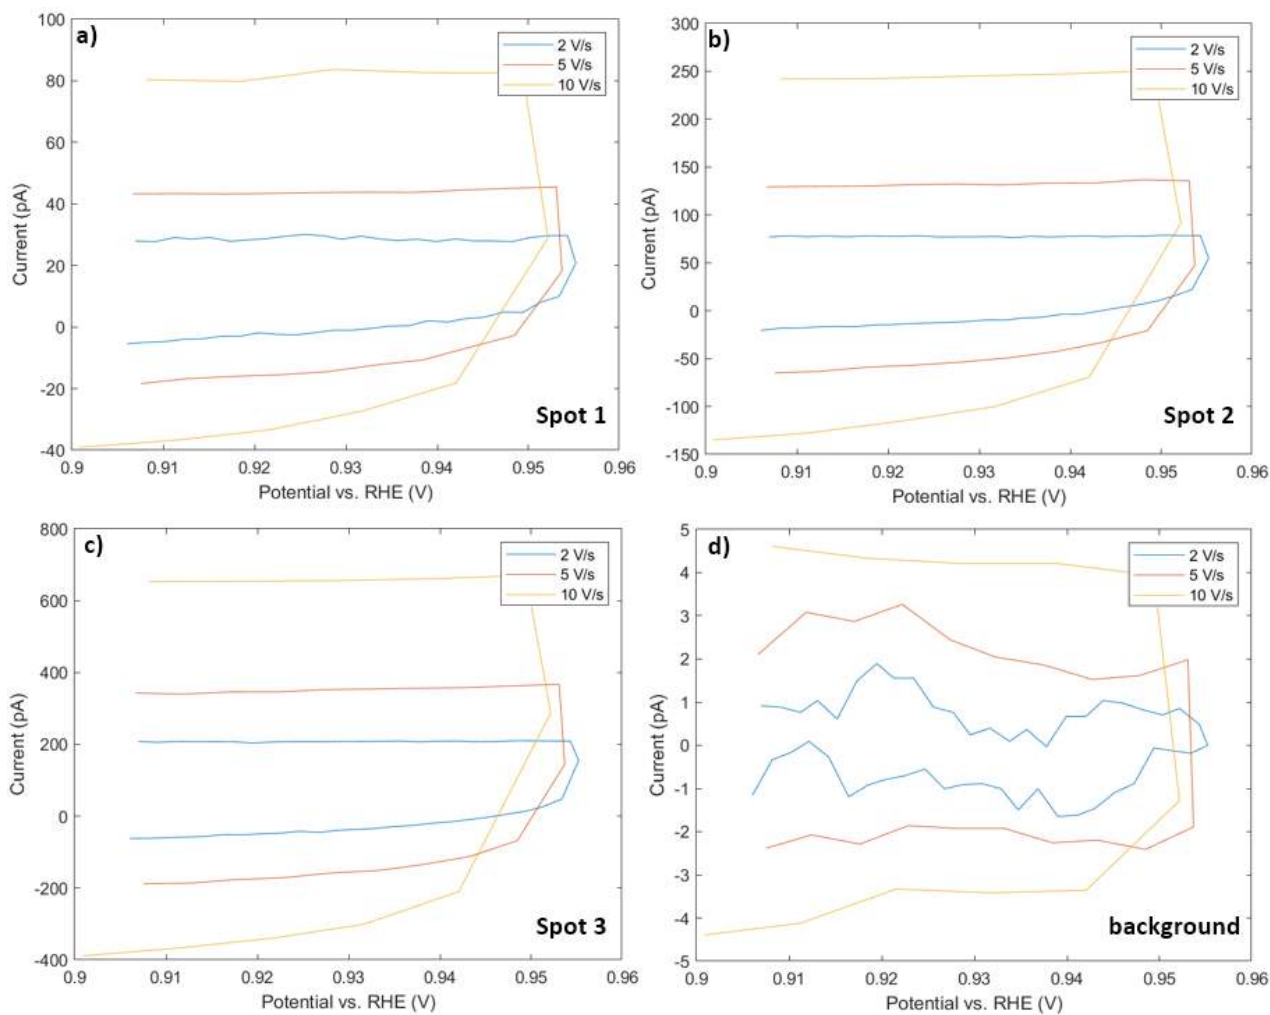 a)
100
80
60
40
20
0
-20
-40
0.9 0.91 0.92 0.93 0.94 0.95 0.96
Current (pA)
Potential vs. RHE (V)
2 V/s
5 V/s
10 V/s
Spot 1
b)
300
250
200
150
100
50
0
-50
-100
-150
0.9 0.91 0.92 0.93 0.94 0.95 0.96
Current (pA)
Potential vs. RHE (V)
2 V/s
5 V/s
10 V/s
Spot 2
c)
800
600
400
200
0
-200
-400
0.9 0.91 0.92 0.93 0.94 0.95 0.96
Current (pA)
Potential vs. RHE (V)
2 V/s
5 V/s
10 V/s
Spot 3
d)
5
4
3
2
1
0
-1
-2
-3
-4
-5
0.9 0.91 0.92 0.93 0.94 0.95 0.96
Current (pA)
Potential vs. RHE (V)
2 V/s
5 V/s
10 V/s
background